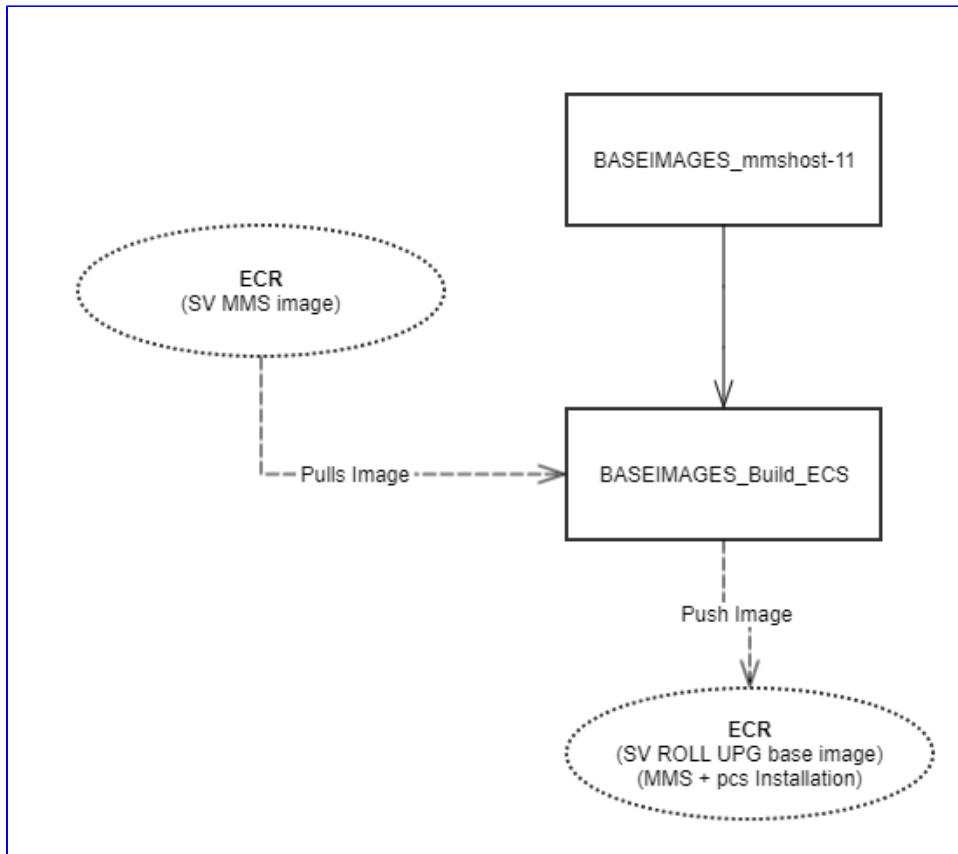 BASEIMAGES_mmshost-11
ECR
(SV MMS image)
Pulls Image
BASEIMAGES_Build_ECS
Push Image
ECR
(SV ROLL UPG base image)
(MMS + pcs Installation)